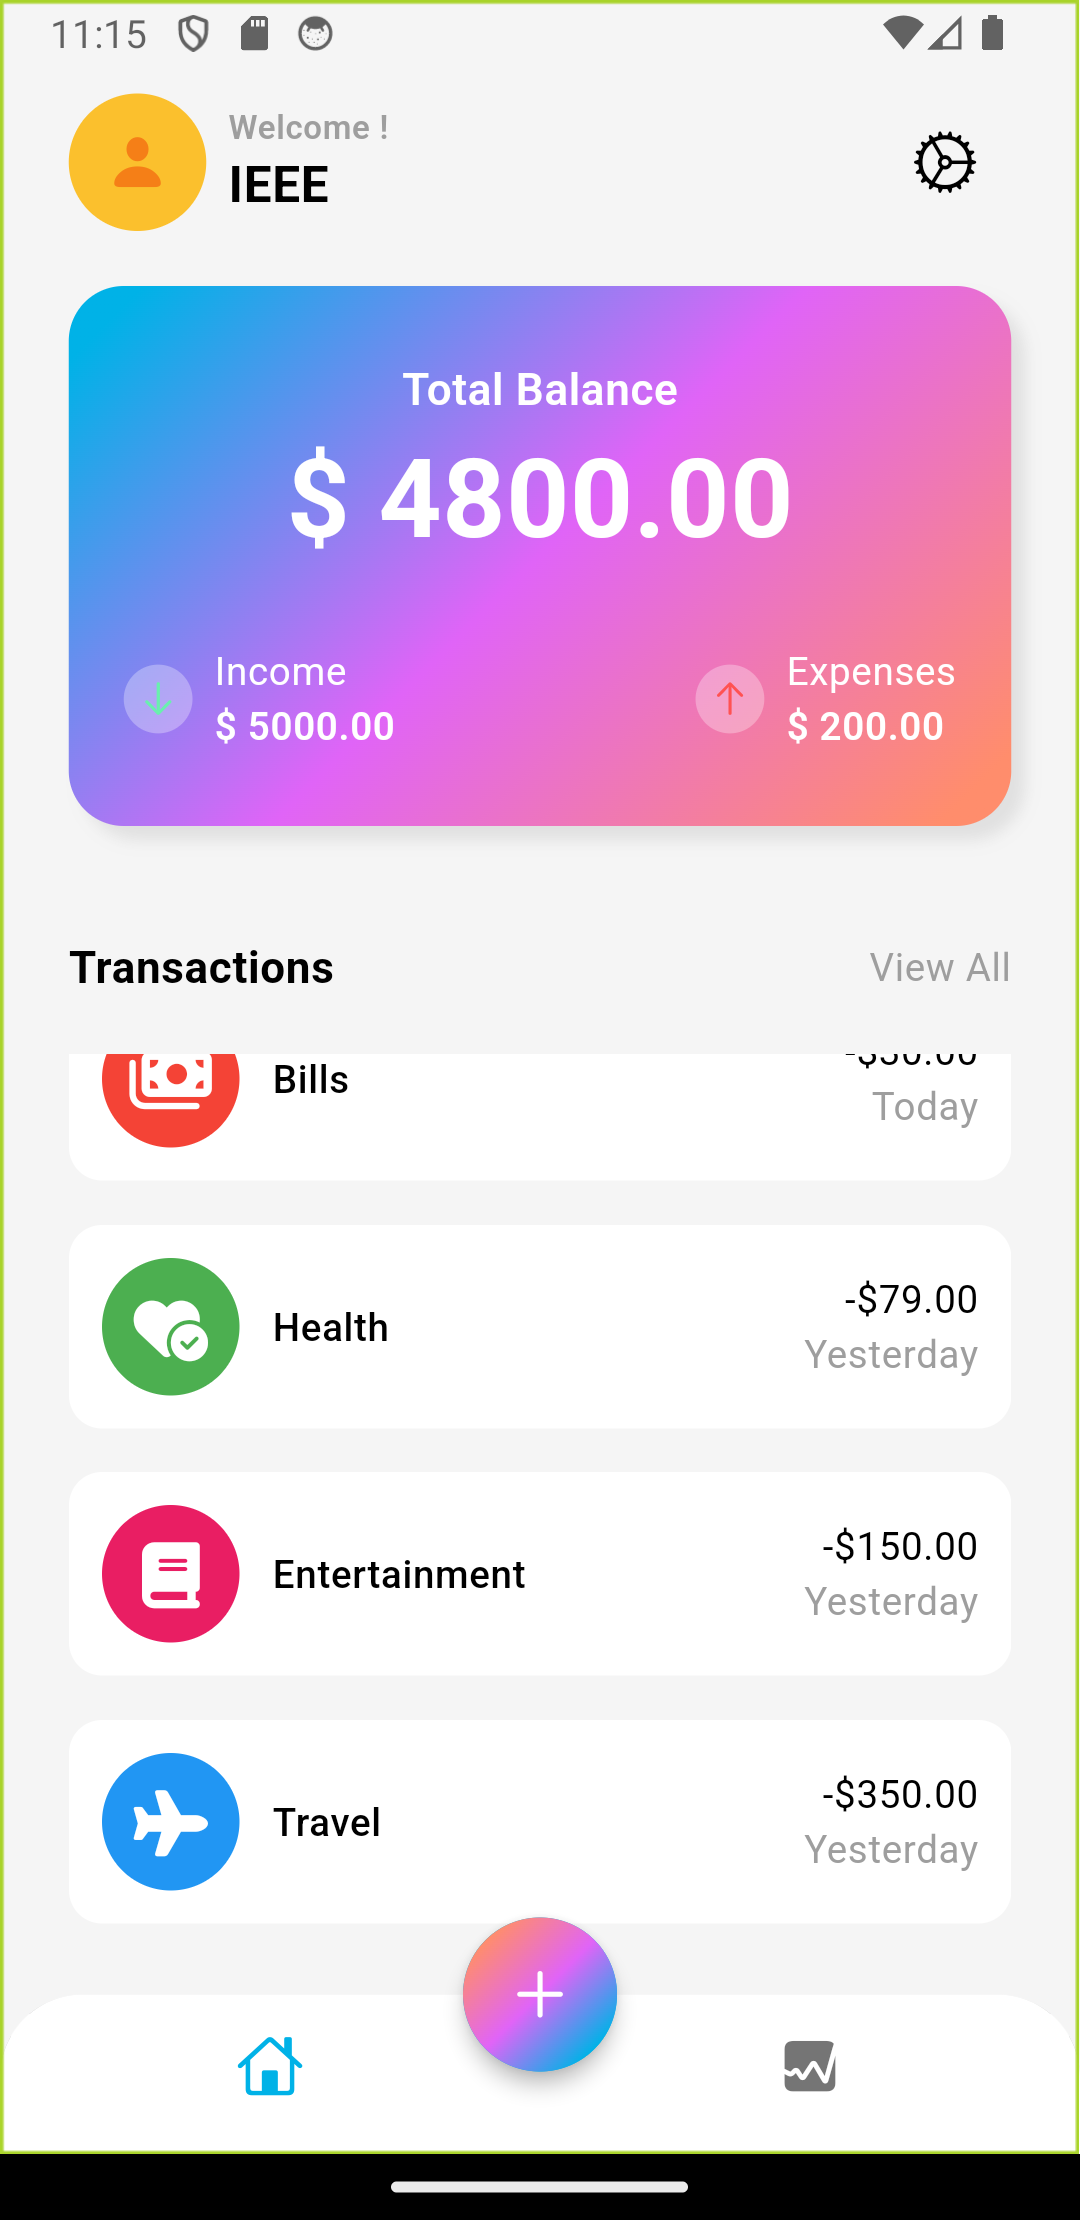 11:15
Welcome !
IEEE
Total Balance
$ 4800.00
Income
$ 5000.00
Expenses
$ 200.00
Transactions
View All
Bills
Today
Health
-$79.00
Yesterday
Entertainment
-$150.00
Yesterday
Travel
-$350.00
Yesterday